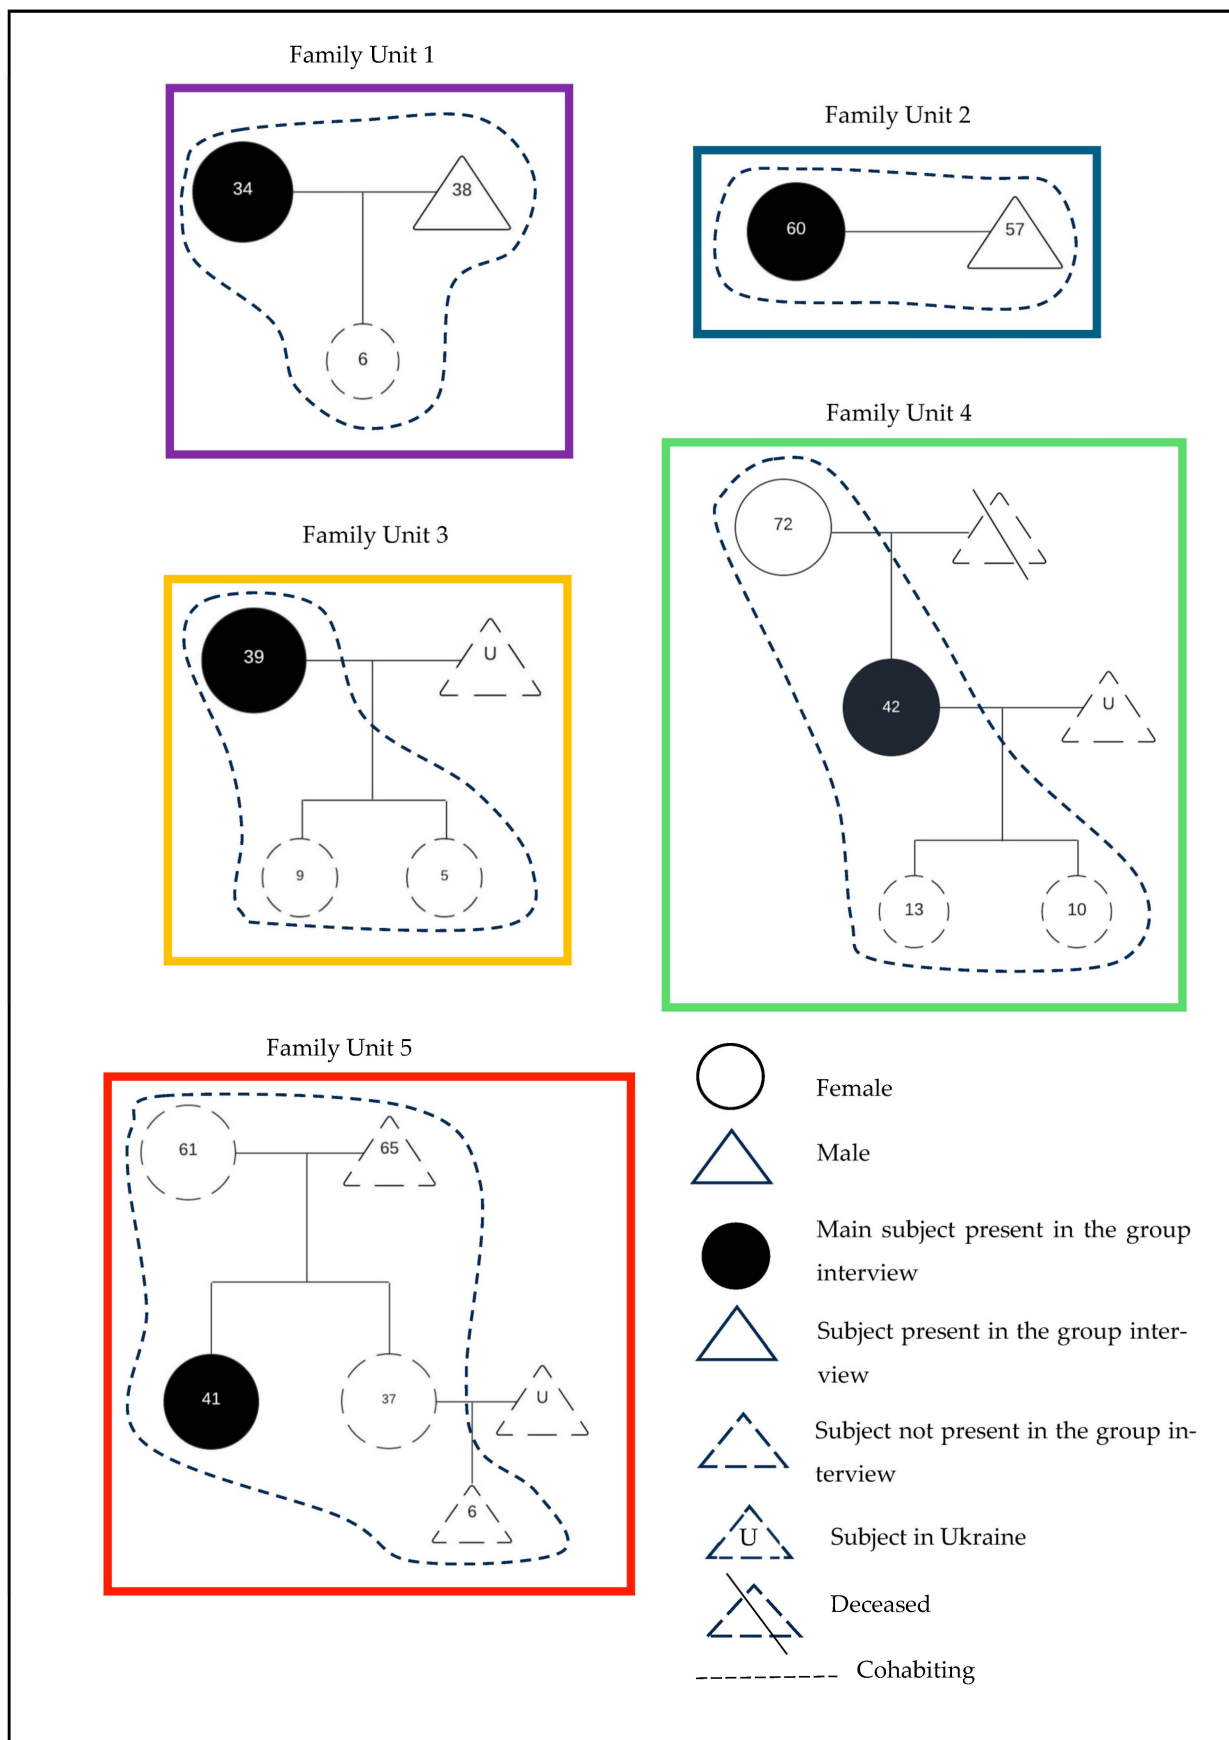 Family Unit 1
34
38
6
Family Unit 2
60
57
Family Unit 3
39
U
9
5
Family Unit 4
72
42
U
13
10
Family Unit 5
61
65
41
37
U
6
Female
Male
Main subject present in the group
interview
Subject present in the group inter-
view
Subject not present in the group in-
terview
U
Subject in Ukraine
Deceased
Cohabiting